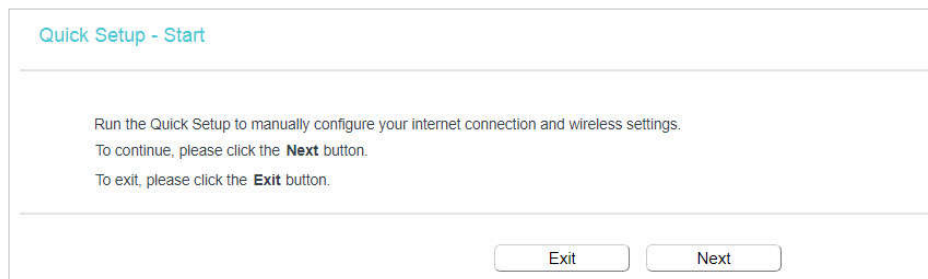 Quick Setup - Start
Run the Quick Setup to manually configure your internet connection and wireless settings.
To continue, please click the Next button.
To exit, please click the Exit button.
Exit Next